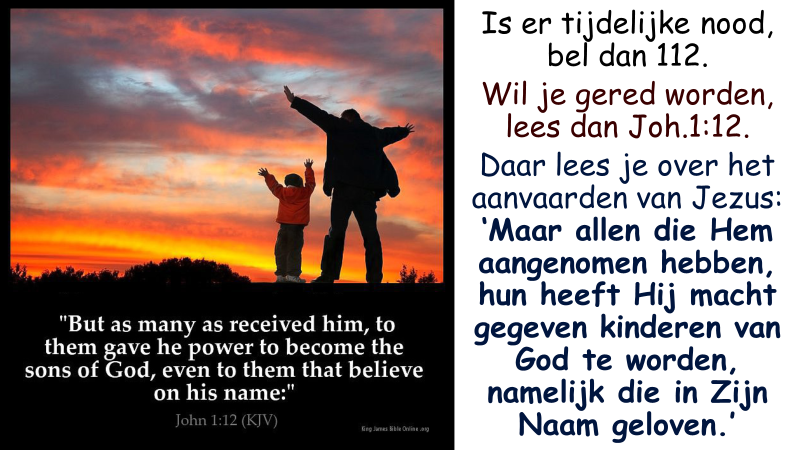 "But as many as received him, to
them gave he power to become the
sons of God, even to them that believe
on his name:"
John 1:12 (KJV)
King James Bible Online .org
Is er tijdelijke nood,
bel dan 112.
Wil je gered worden,
lees dan Joh.1:12.
Daar lees je over het
aanvaarden van Jezus:
‘Maar allen die Hem
aangenomen hebben,
hun heeft Hij macht
gegeven kinderen van
God te worden,
namelijk die in Zijn
Naam geloven.’